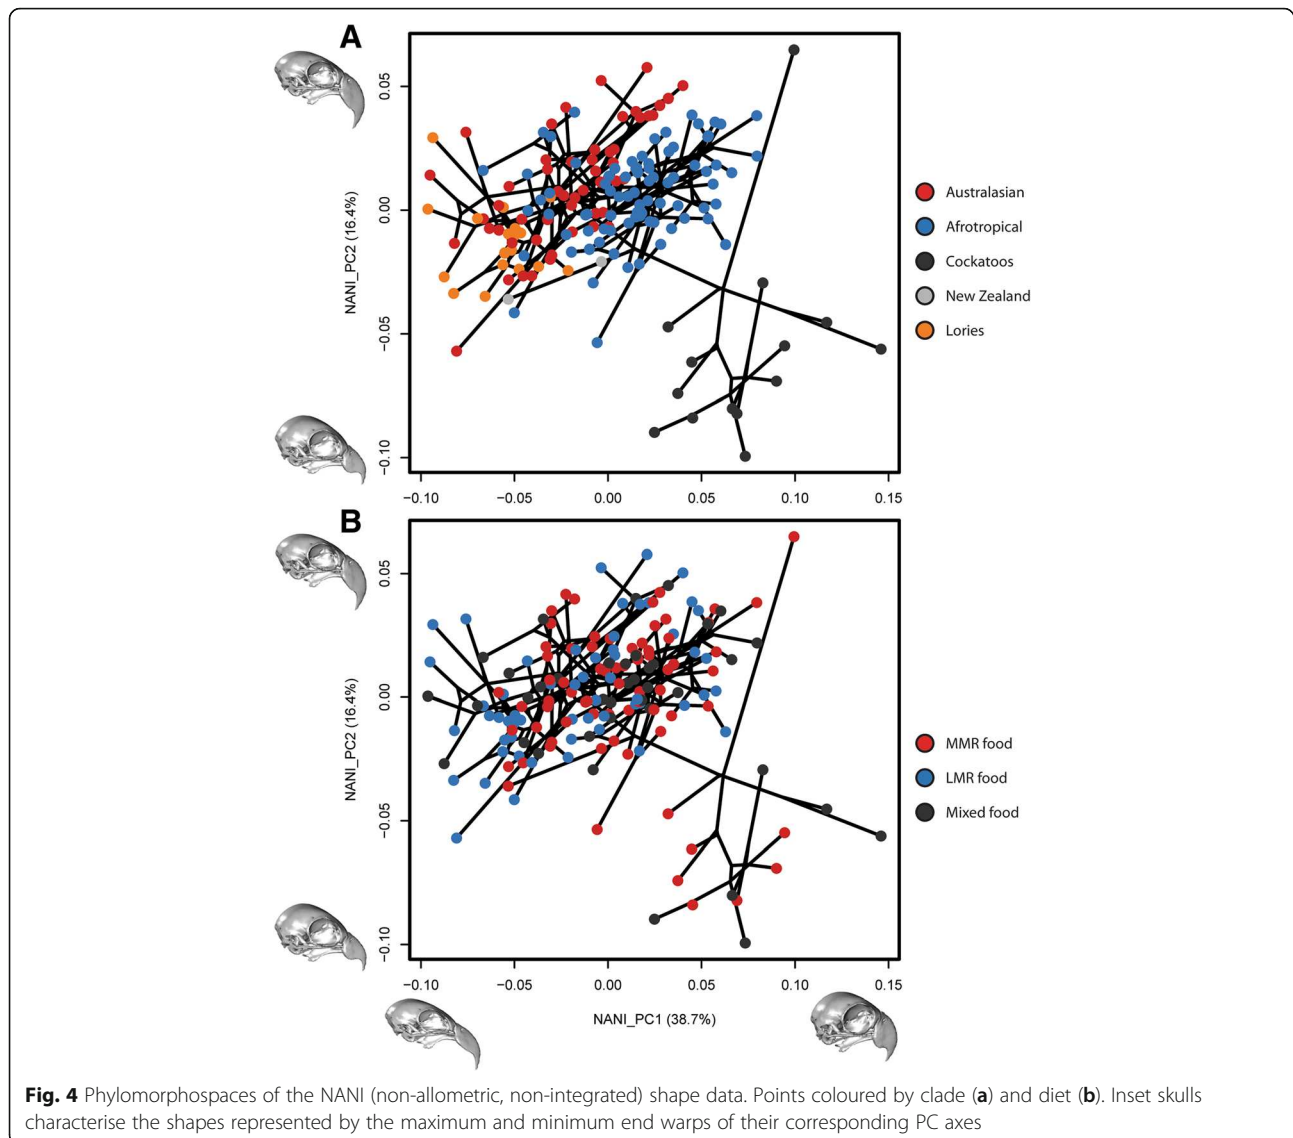 A
NANI_PC2 (16.4%)
0.05
0.00
−0.05
−0.10
−0.10 −0.05 0.00 0.05 0.10 0.15
Australasian
Afrotropical
Cockatoos
New Zealand
Lories
B
NANI_PC2 (16.4%)
0.05
0.00
−0.05
−0.10
−0.10 −0.05 0.00 0.05 0.10 0.15
NANI_PC1 (38.7%)
MMR food
LMR food
Mixed food
Fig. 4 Phylomorphospaces of the NANI (non-allometric, non-integrated) shape data. Points coloured by clade (a) and diet (b). Inset skulls
characterise the shapes represented by the maximum and minimum end warps of their corresponding PC axes